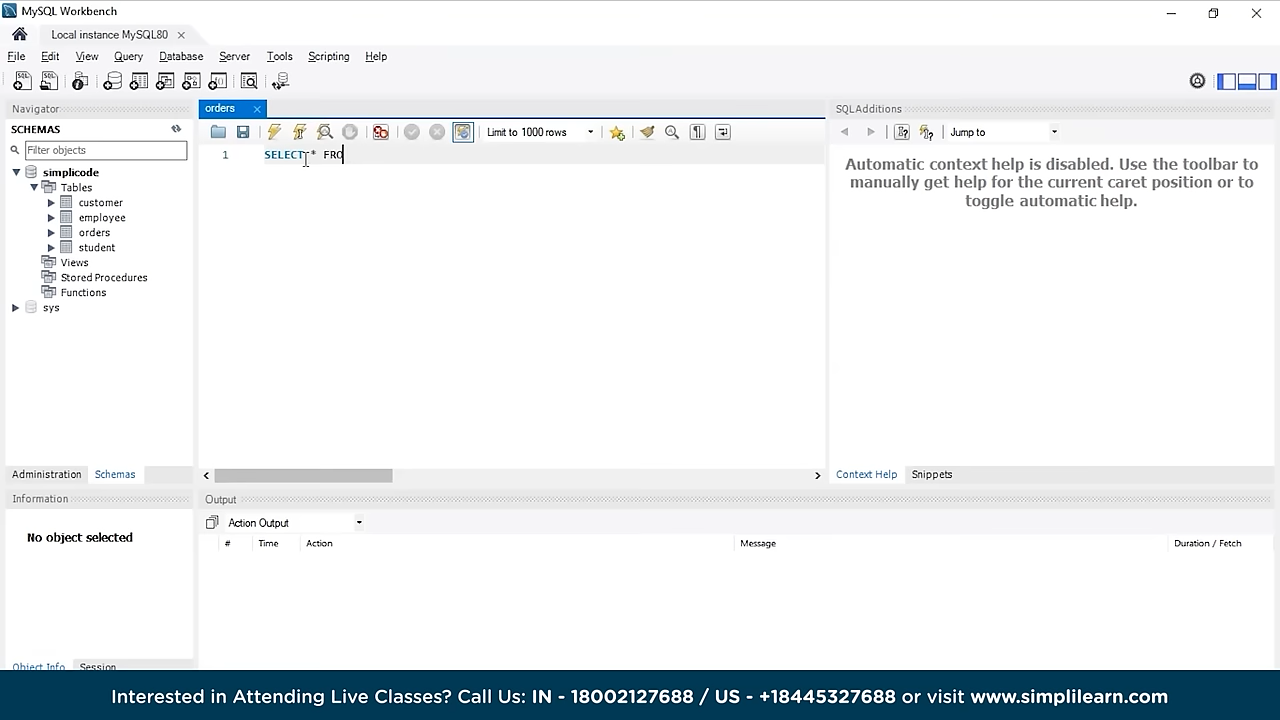 MySQL Workbench
Local instance MySQL80
File Edit View Query Database Server Tools Scripting Help
Navigator
SCHEMAS
Filter objects
simplicode
Tables
customer
employee
orders
student
Views
Stored Procedures
Functions
sys
Administration Schemas
Information
No object selected
Object Info Session
orders
Limit to 1000 rows
1 SELECT * FRO
SQLAdditions
Jump to
Automatic context help is disabled. Use the toolbar to
manually get help for the current caret position or to
toggle automatic help.
Context Help Snippets
Output
Action Output
# Time Action Message Duration / Fetch
Interested in Attending Live Classes? Call Us: IN - 18002127688 / US - +18445327688 or visit www.simplilearn.com